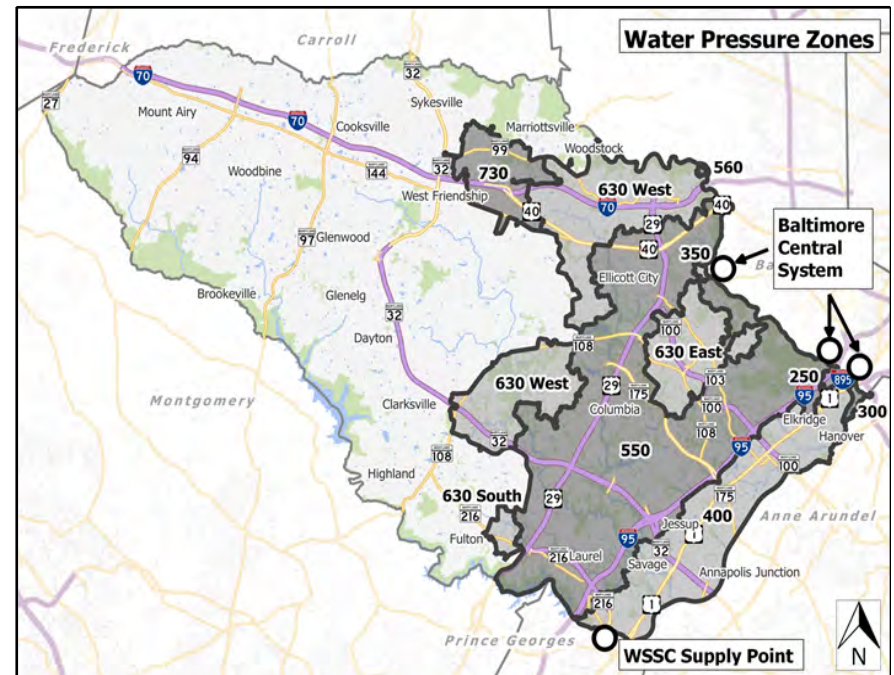 Water Pressure Zones
Frederick
Carroll
70
27
Mount Airy
32
Sykesville
70
Cooksville
Marriottsville
99
Woodstock
94
Woodbine
144
32
730
560
West Friendship
630 West
70
40
29
40
Baltimore
Central
System
97
Glenwood
40
350
Ba
Ellicott City
Brookeville
Glenelg
32
Dayton
108
100
630 East
630 West
29
175
103
250
895
95
1
Elkridge
300
Clarksville
Columbia
100
Hanover
Montgomery
32
108
550
95
100
108
Highland
175
630 South
29
400
Anne Arundel
216
Jessup
1
Fulton
95
32
216
Laurel
Savage
Annapolis Junction
216
1
Prince Georges
WSSC Supply Point
N